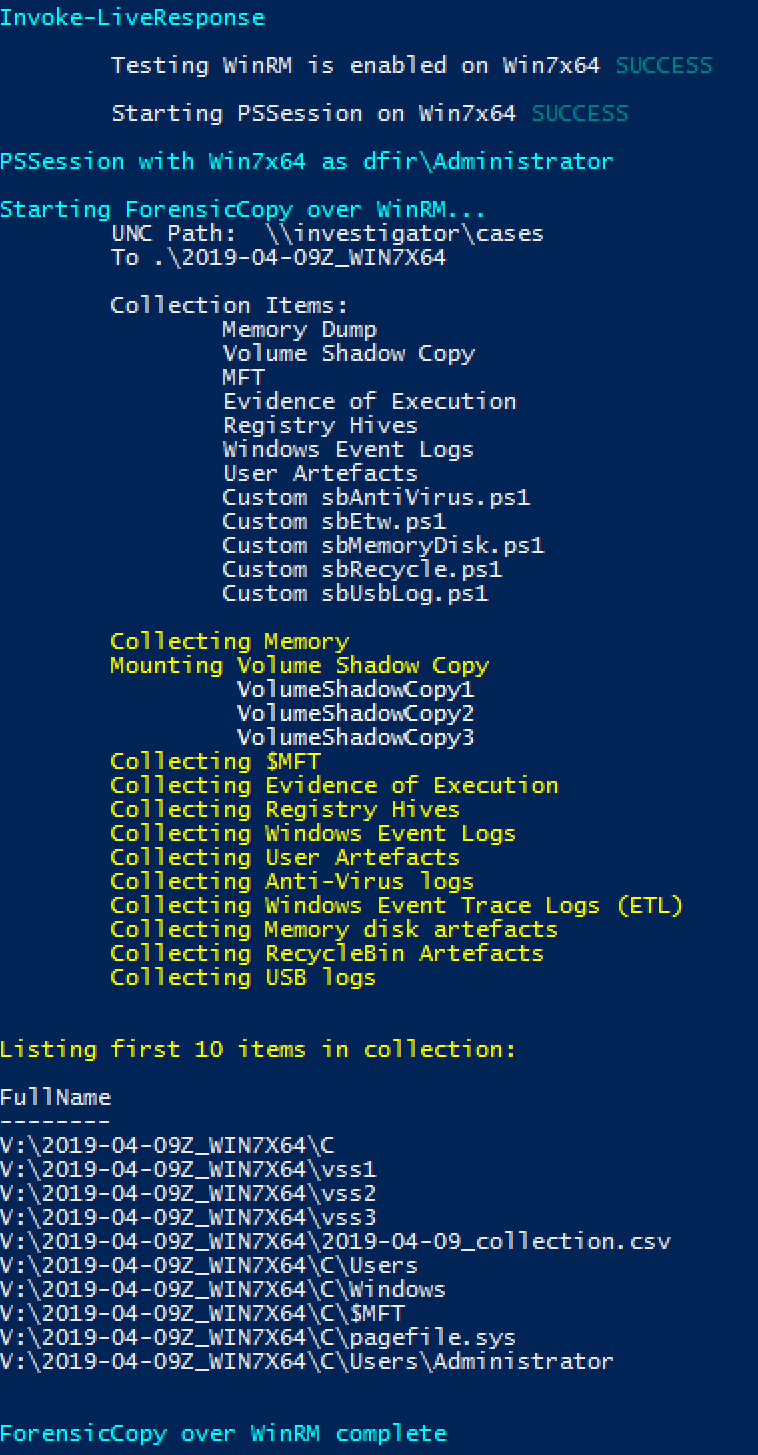 Invoke-LiveResponse
Testing WinRM is enabled on Win7x64 SUCCESS
Starting PSSession on Win7x64 SUCCESS
PSSession with Win7x64 as dfir\Administrator
Starting ForensicCopy over WinRM...
UNC Path:  \\investigator\cases
To .\2019-04-09Z_WIN7X64
Collection Items:
Memory Dump
Volume Shadow Copy
MFT
Evidence of Execution
Registry Hives
Windows Event Logs
User Artefacts
Custom sbAntiVirus.ps1
Custom sbEtw.ps1
Custom sbMemoryDisk.ps1
Custom sbRecycle.ps1
Custom sbUsbLog.ps1
Collecting Memory
Mounting Volume Shadow Copy
VolumeShadowCopy1
VolumeShadowCopy2
VolumeShadowCopy3
Collecting $MFT
Collecting Evidence of Execution
Collecting Registry Hives
Collecting Windows Event Logs
Collecting User Artefacts
Collecting Anti-Virus logs
Collecting Windows Event Trace Logs (ETL)
Collecting Memory disk artefacts
Collecting RecycleBin Artefacts
Collecting USB logs
Listing first 10 items in collection:
FullName
--------
V:\2019-04-09Z_WIN7X64\C
V:\2019-04-09Z_WIN7X64\vss1
V:\2019-04-09Z_WIN7X64\vss2
V:\2019-04-09Z_WIN7X64\vss3
V:\2019-04-09Z_WIN7X64\2019-04-09_collection.csv
V:\2019-04-09Z_WIN7X64\C\Users
V:\2019-04-09Z_WIN7X64\C\Windows
V:\2019-04-09Z_WIN7X64\C\$MFT
V:\2019-04-09Z_WIN7X64\C\pagefile.sys
V:\2019-04-09Z_WIN7X64\C\Users\Administrator
ForensicCopy over WinRM complete